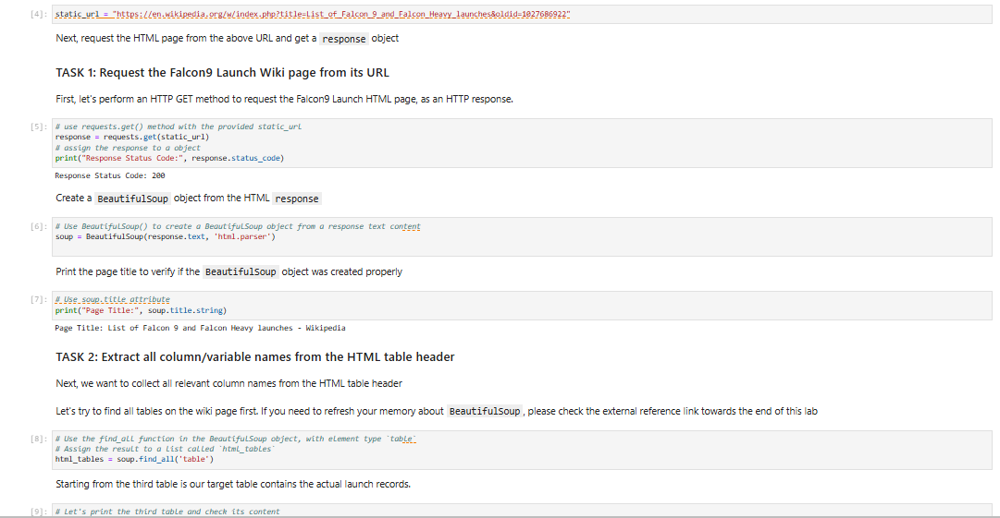 [4]: static_url = "https://en.wikipedia.org/w/index.php?title=List_of_Falcon_9_and_Falcon_Heavy_launches&oldid=1027686922"
Next, request the HTML page from the above URL and get a response object
TASK 1: Request the Falcon9 Launch Wiki page from its URL
First, let's perform an HTTP GET method to request the Falcon9 Launch HTML page, as an HTTP response.
[5]: # use requests.get() method with the provided static_url
response = requests.get(static_url)
# assign the response to a object
print("Response Status Code:", response.status_code)
Response Status Code: 200
Create a BeautifulSoup object from the HTML response
[6]: # Use BeautifulSoup() to create a BeautifulSoup object from a response text content
soup = BeautifulSoup(response.text, 'html.parser')
Print the page title to verify if the BeautifulSoup object was created properly
[7]: # Use soup.title attribute
print("Page Title:", soup.title.string)
Page Title: List of Falcon 9 and Falcon Heavy launches - Wikipedia
TASK 2: Extract all column/variable names from the HTML table header
Next, we want to collect all relevant column names from the HTML table header
Let's try to find all tables on the wiki page first. If you need to refresh your memory about BeautifulSoup, please check the external reference link towards the end of this lab
[8]: # Use the find_all function in the BeautifulSoup object, with element type `table`
# Assign the result to a list called `html_tables`
html_tables = soup.find_all('table')
Starting from the third table is our target table contains the actual launch records.
[9]: # Let's print the third table and check its content